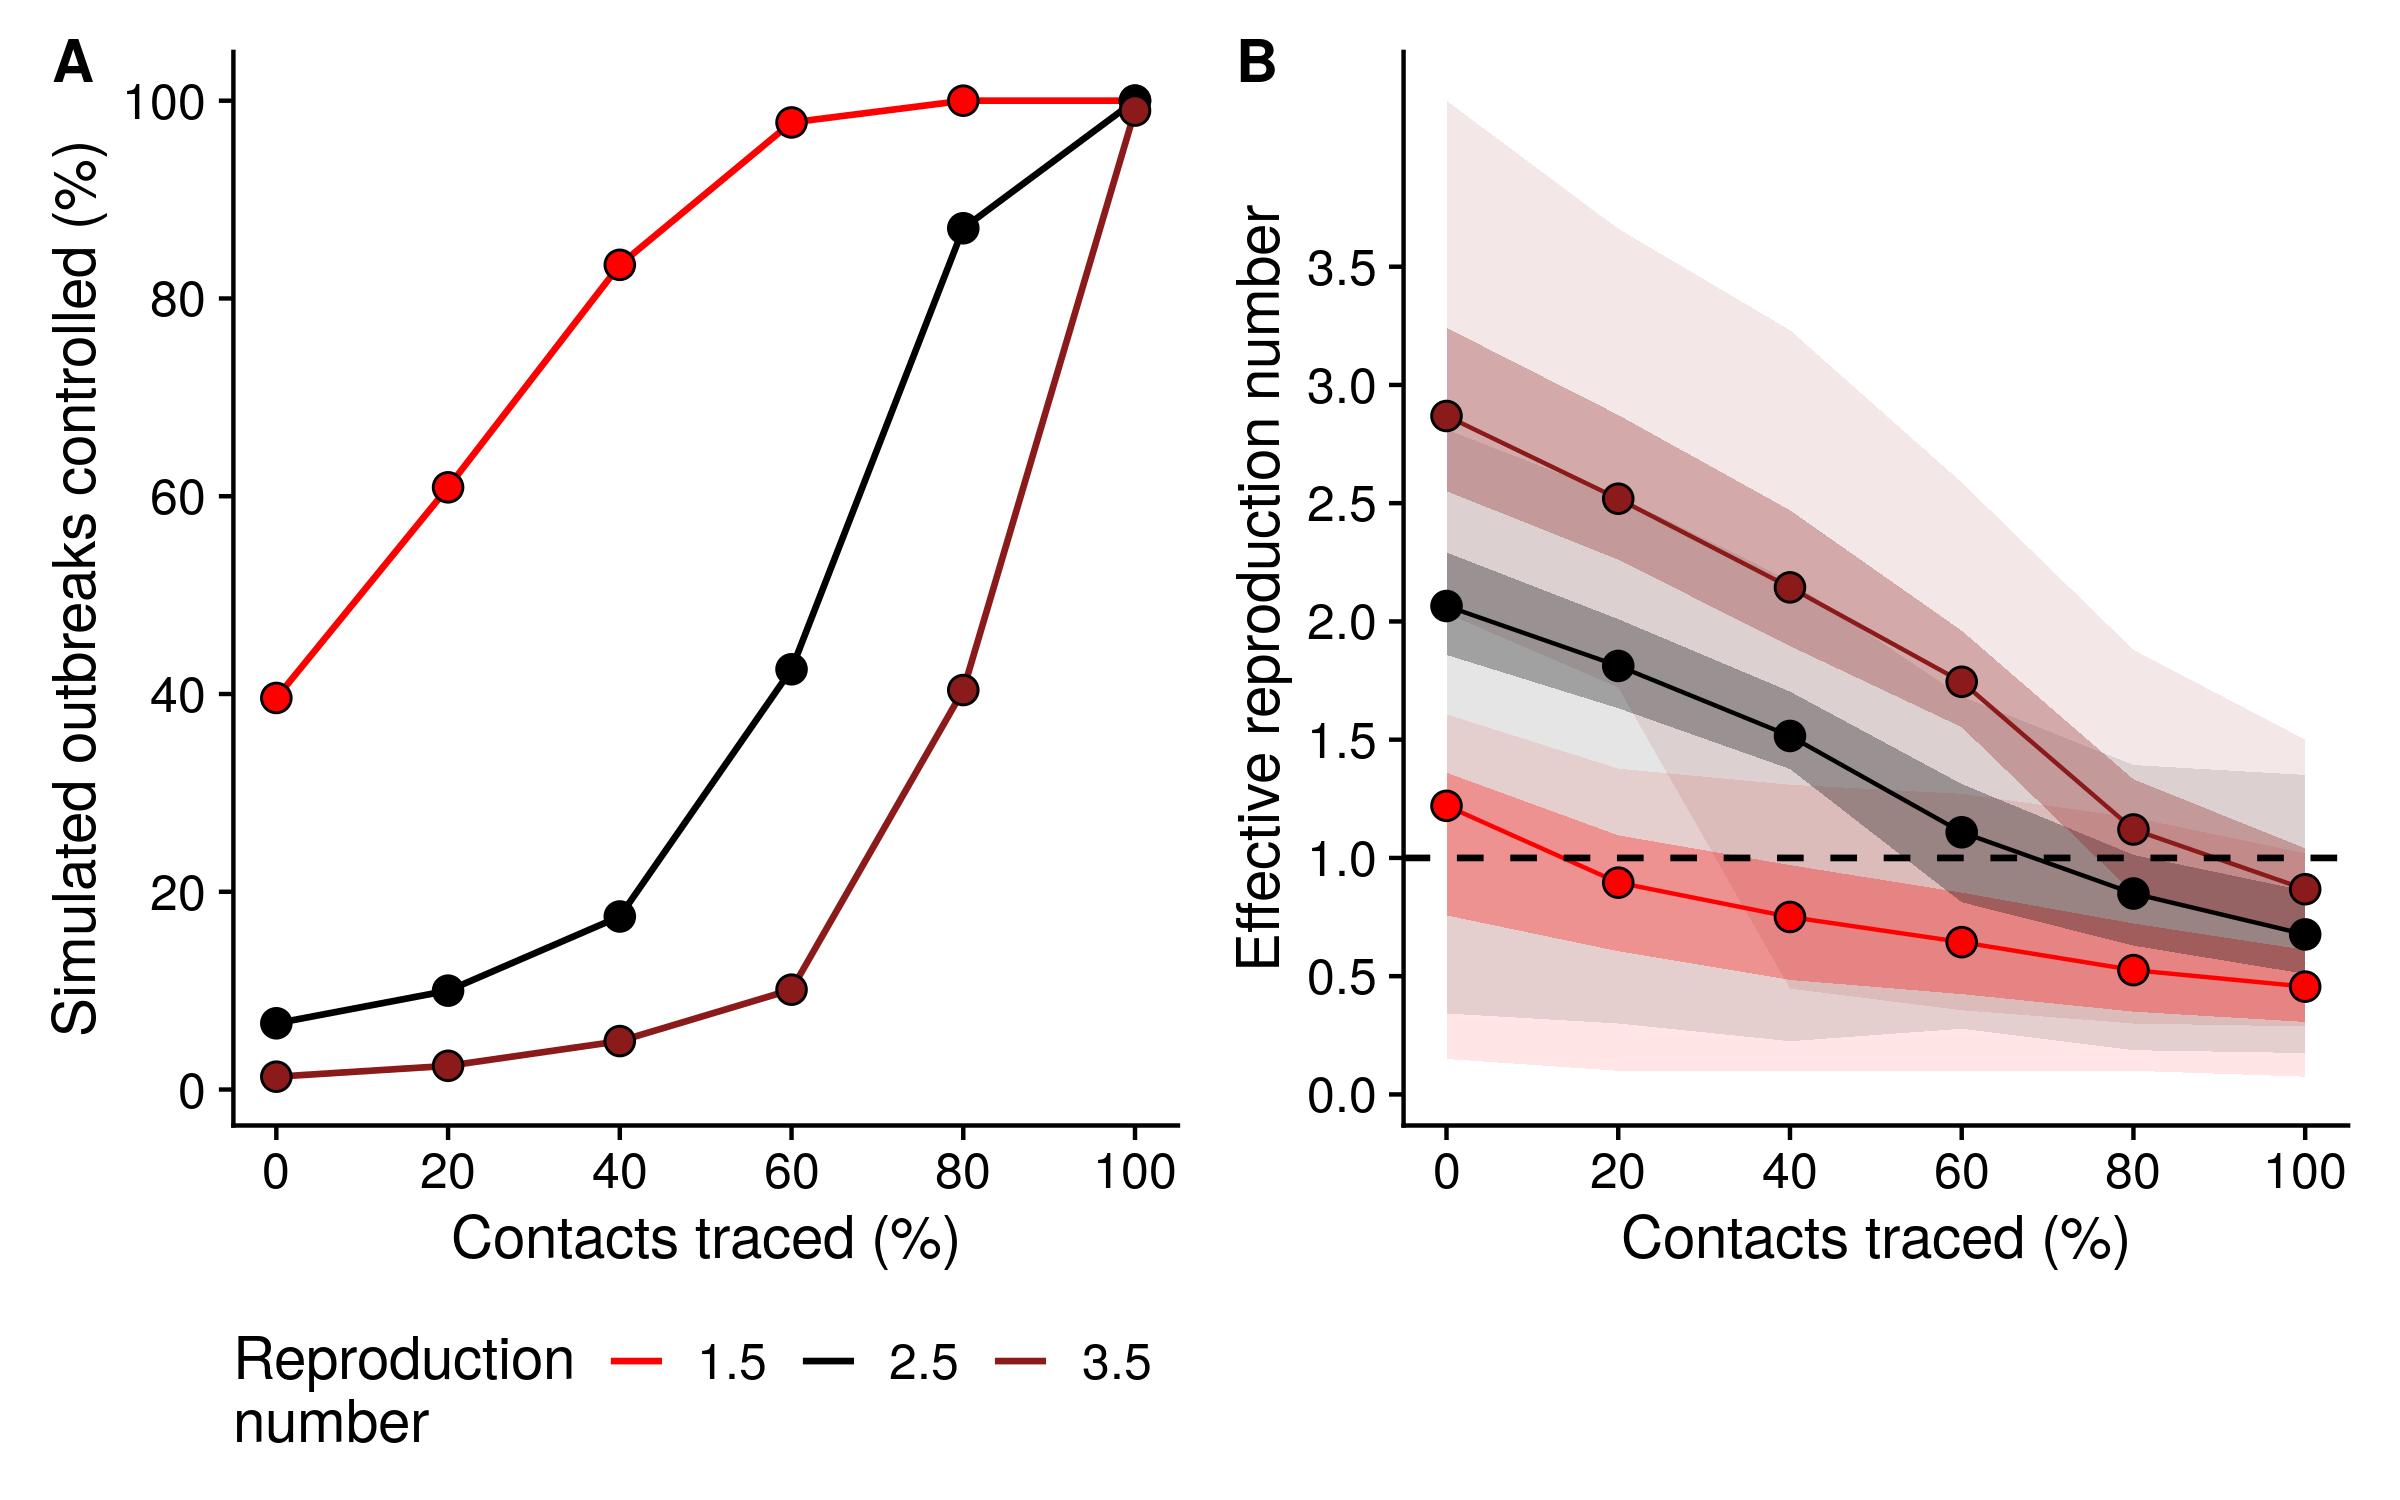 A
Simulated outbreaks controlled (%)
100
80
60
40
20
0
0 20 40 60 80 100
Contacts traced (%)
B
Effective reproduction number
3.5
3.0
2.5
2.0
1.5
1.0
0.5
0.0
0 20 40 60 80 100
Contacts traced (%)
Reproduction 1.5 2.5 3.5
number